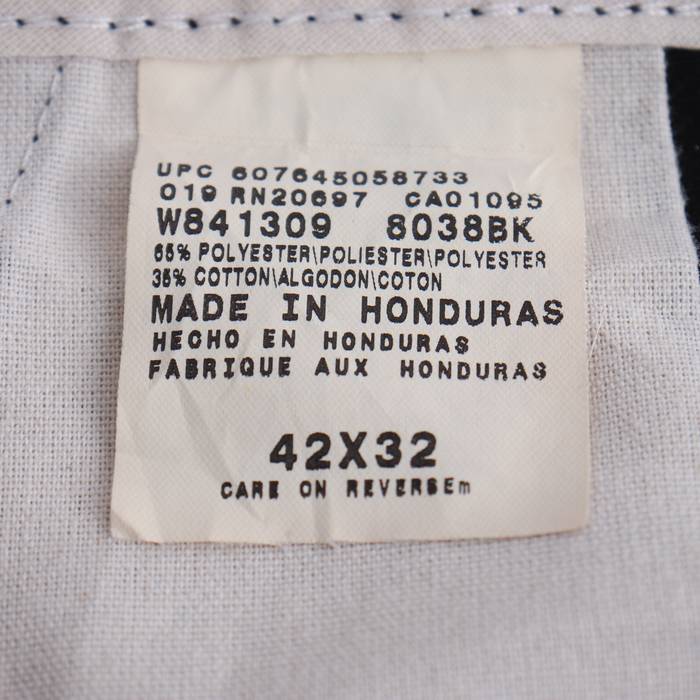 UPC 607645058733
019 RN20697 CA01095
W841309 8038BK
65% POLYESTER\POLIESTER\POLYESTER
35% COTTON\ALGODON\COTON
MADE IN HONDURAS
HECHO EN HONDURAS
FABRIQUE AUX HONDURAS
42X32
CARE ON REVERSEm